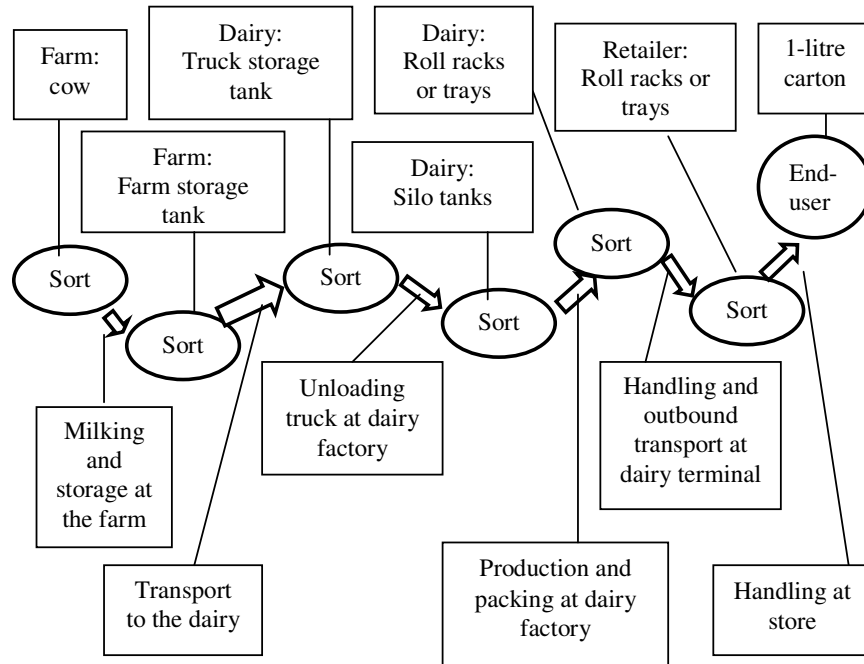 Farm:
cow
Dairy:
Truck storage
tank
Dairy:
Roll racks
or trays
Retailer:
Roll racks or
trays
1-litre
carton
Farm:
Farm storage
tank
Dairy:
Silo tanks
End-
user
Sort
Sort
Sort
Sort
Sort
Sort
Milking
and
storage at
the farm
Unloading
truck at dairy
factory
Handling and
outbound
transport at
dairy terminal
Transport
to the dairy
Production and
packing at dairy
factory
Handling at
store